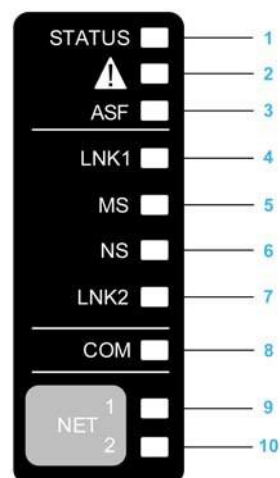 STATUS 1
2
ASF 3
LNK1 4
MS 5
NS 6
LNK2 7
COM 8
NET 1 9
2 10